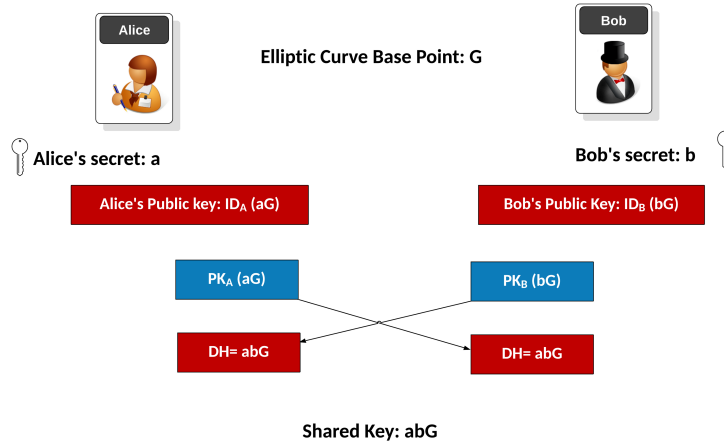 Alice
Bob
Elliptic Curve Base Point: G
Alice's secret: a
Bob's secret: b
Alice's Public key: IDA (aG)
Bob's Public Key: IDB (bG)
PKA (aG)
PKB (bG)
DH= abG
DH= abG
Shared Key: abG